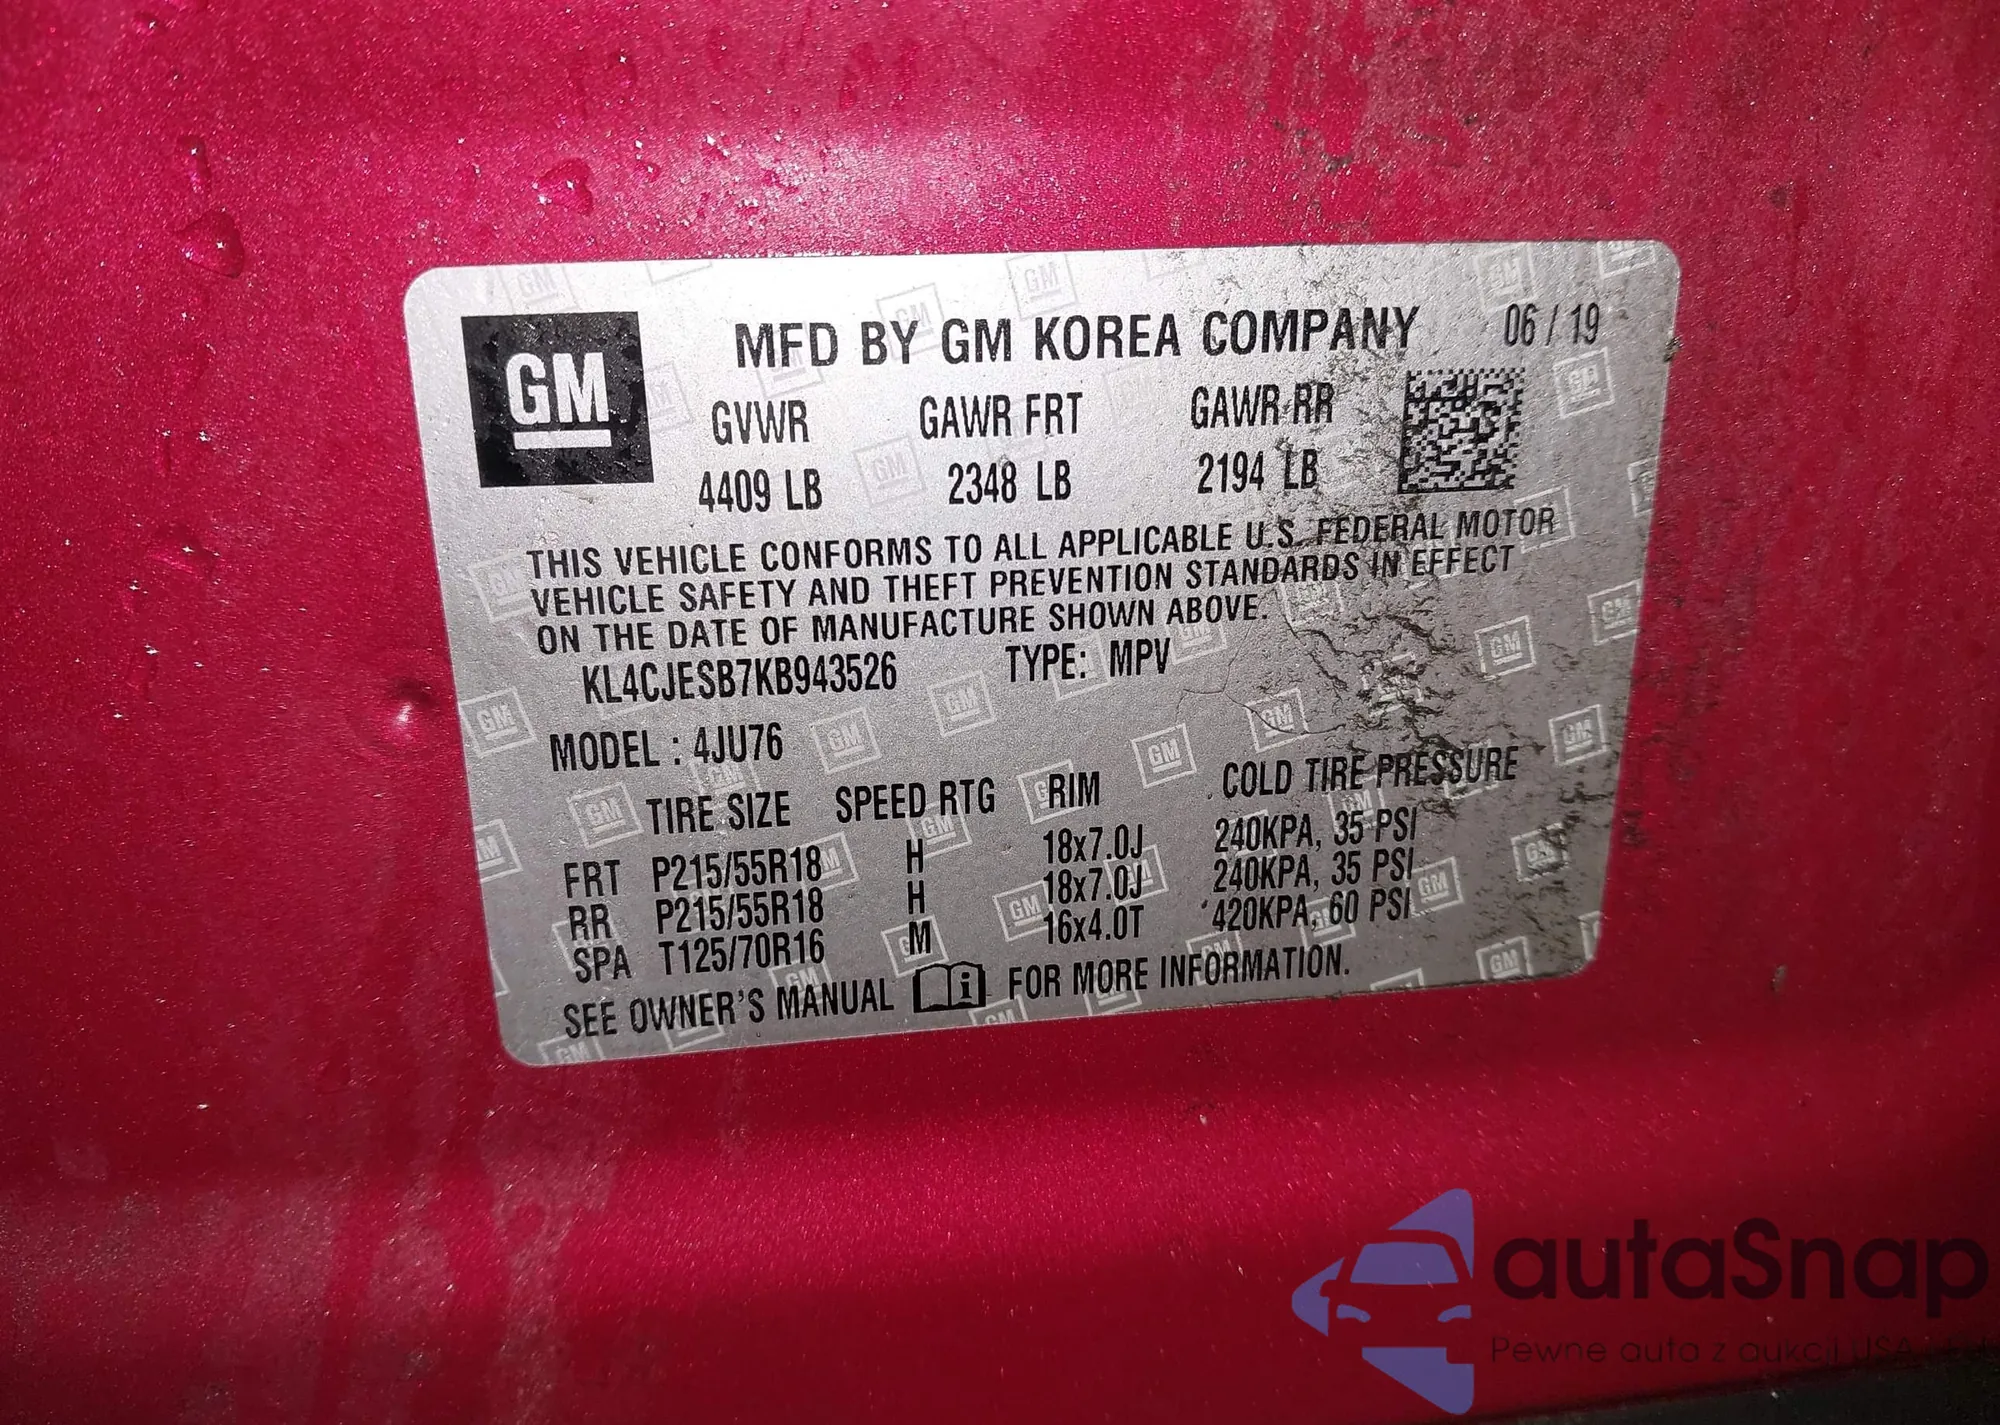 GM
MFD BY GM KOREA COMPANY 06 / 19
GVWR GAWR FRT GAWR RR
4409 LB 2348 LB 2194 LB
THIS VEHICLE CONFORMS TO ALL APPLICABLE U.S. FEDERAL MOTOR
VEHICLE SAFETY AND THEFT PREVENTION STANDARDS IN EFFECT
ON THE DATE OF MANUFACTURE SHOWN ABOVE.
KL4CJESB7KB943526 TYPE: MPV
MODEL : 4JU76
TIRE SIZE SPEED RTG RIM COLD TIRE PRESSURE
FRT P215/55R18 H 18x7.0J 240KPA, 35 PSI
RR P215/55R18 H 18x7.0J 240KPA, 35 PSI
SPA T125/70R16 M 16x4.0T 420KPA, 60 PSI
SEE OWNER'S MANUAL i FOR MORE INFORMATION.
autaSnap
Pewne auta z aukcji USA